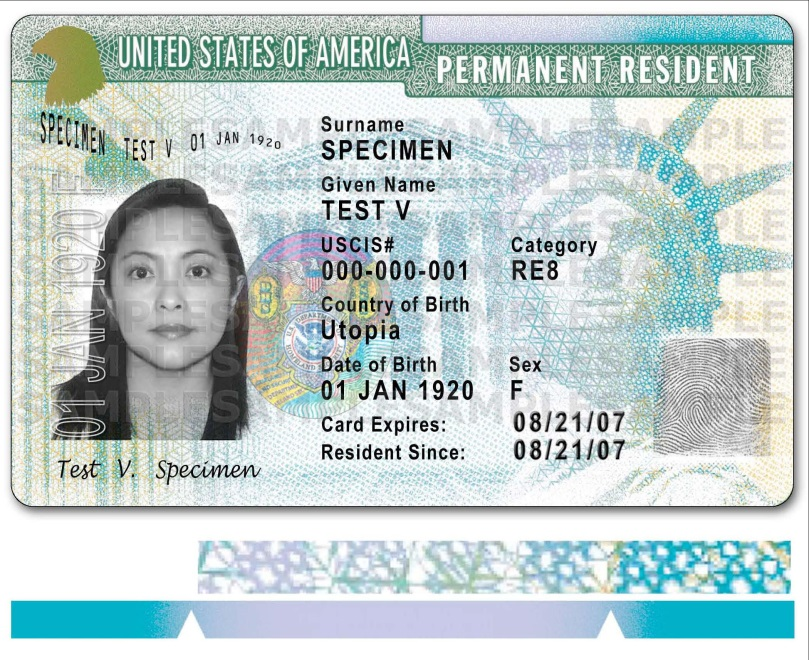 UNITED STATES OF AMERICA
PERMANENT RESIDENT
SPECIMEN TEST V 01 JAN 1920
01 JAN 1920 F
Surname
SPECIMEN
Given Name
TEST V
USCIS# Category
000-000-001 RE8
Country of Birth
Utopia
Date of Birth Sex
01 JAN 1920 F
Card Expires: 08/21/07
Resident Since: 08/21/07
Test V. Specimen